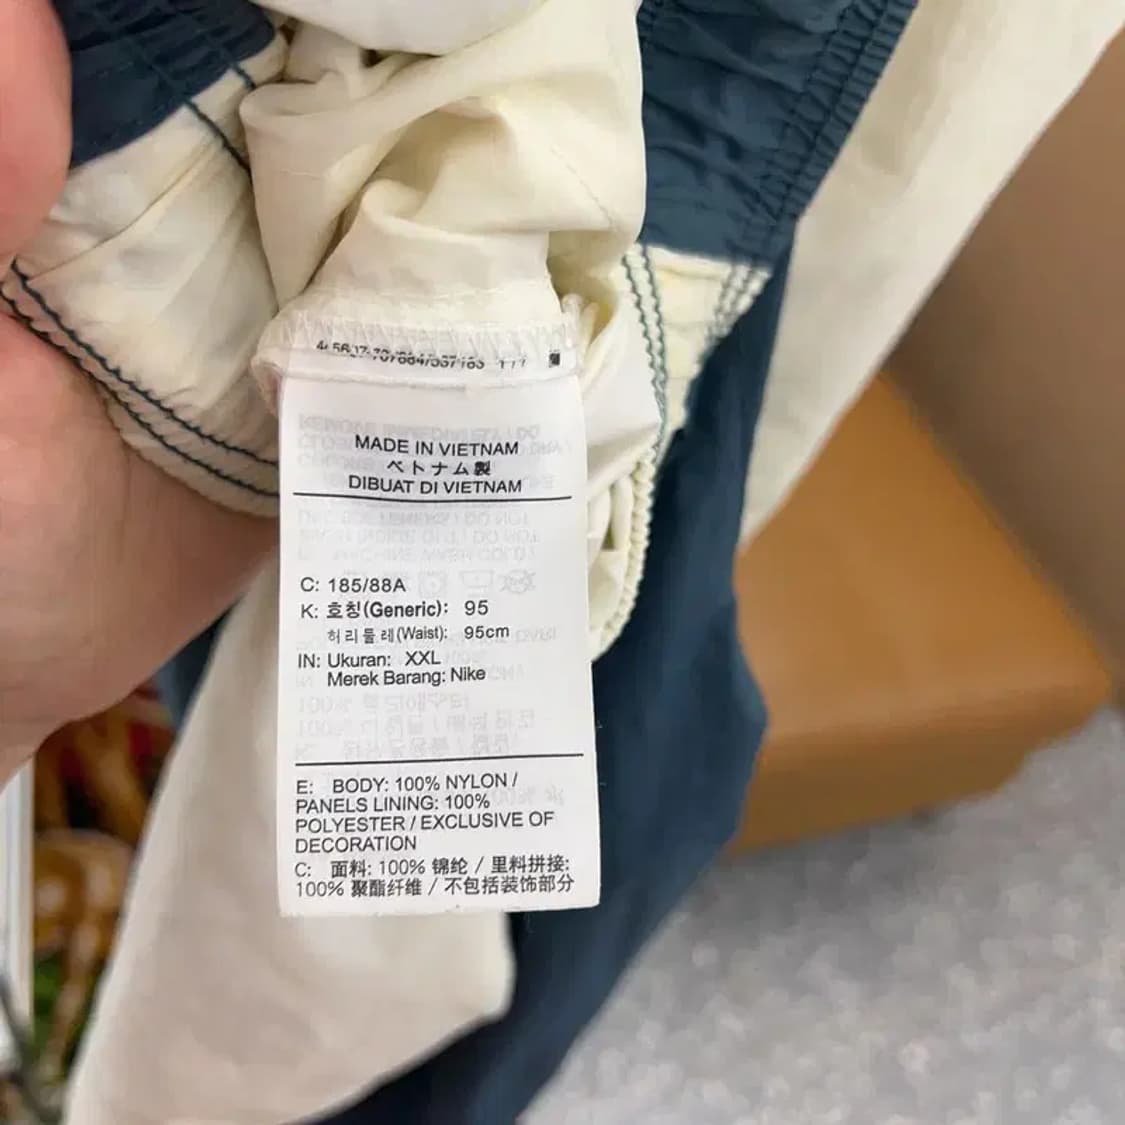 MADE IN VIETNAM
ベトナム製
DIBUAT DI VIETNAM
C: 185/88A
K: 호칭(Generic): 95
허리둘레(Waist): 95cm
IN: Ukuran: XXL
Merek Barang: Nike
E: BODY: 100% NYLON /
PANELS LINING: 100%
POLYESTER / EXCLUSIVE OF
DECORATION
C: 面料: 100% 锦纶 / 里料拼接:
100% 聚酯纤维 / 不包括装饰部分